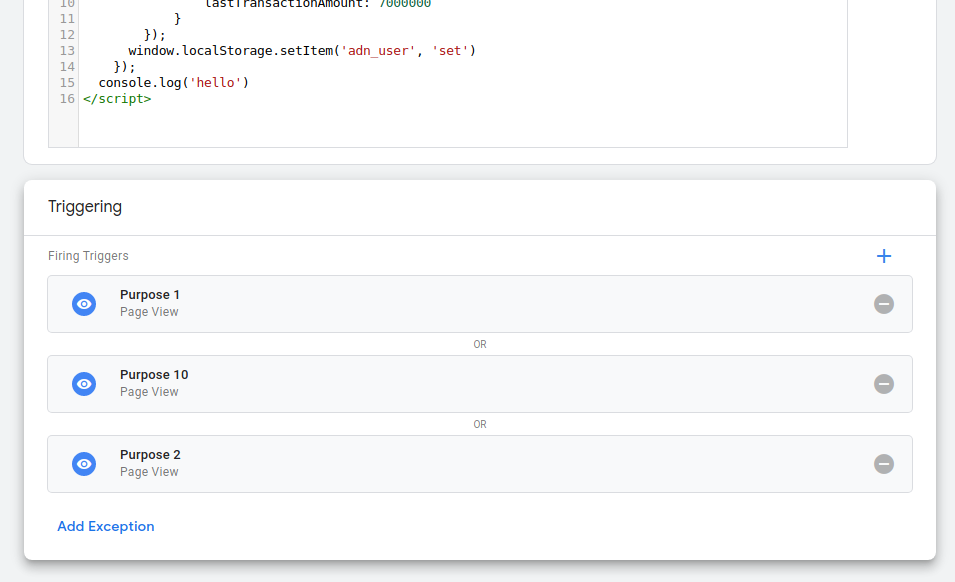 10 lastTransactionAmount: 7000000
11 }
12 });
13 window.localStorage.setItem('adn_user', 'set')
14 });
15 console.log('hello')
16 </script>
Triggering
Firing Triggers
Purpose 1
Page View
OR
Purpose 10
Page View
OR
Purpose 2
Page View
Add Exception